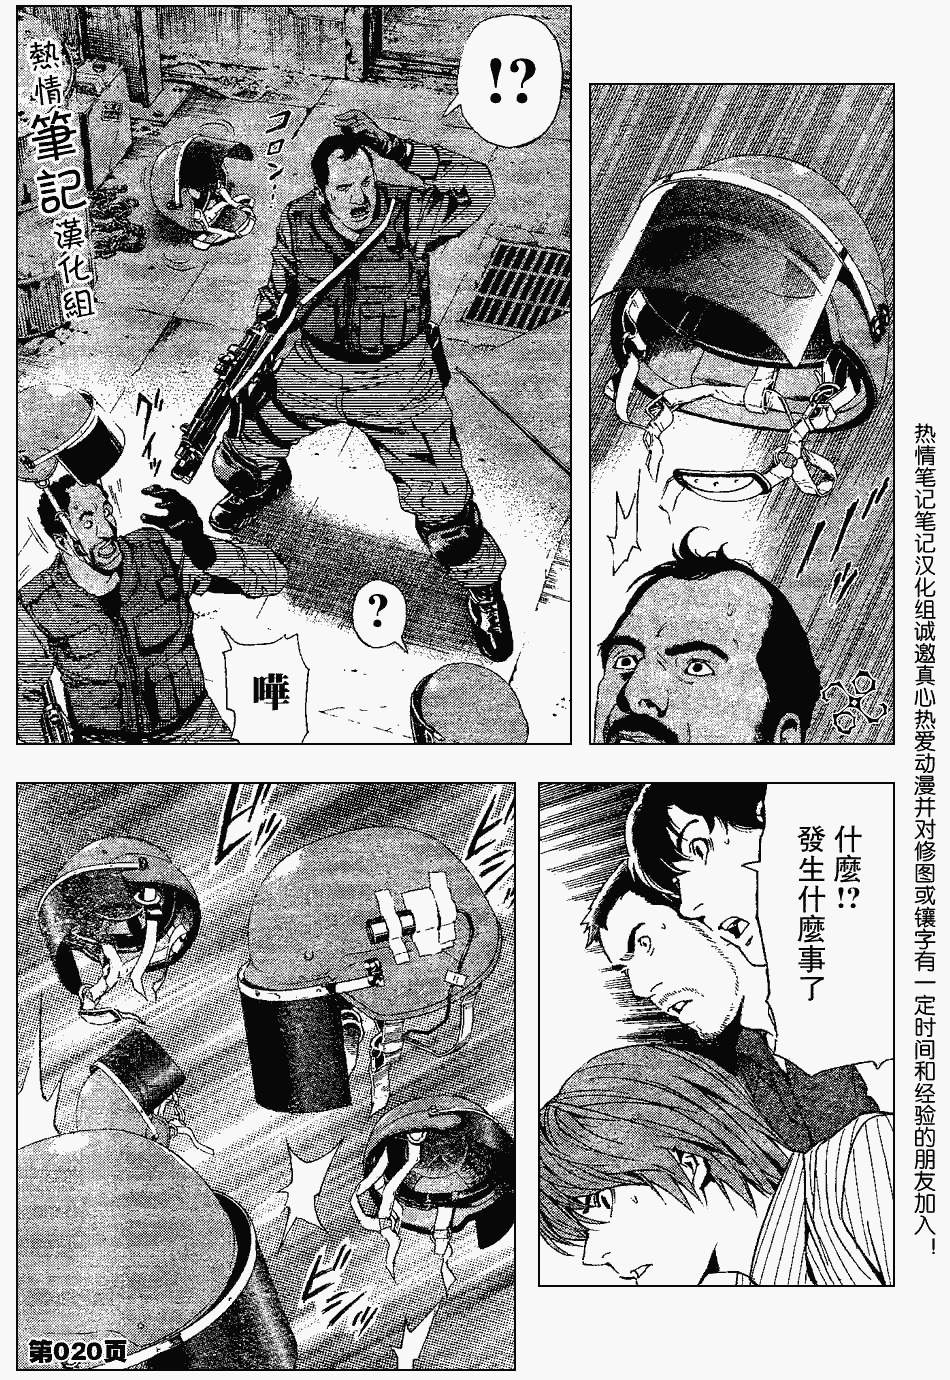 !?
コロン…
グイッ
?
嘩
什麼!?
發生什麼事了
ビッ
熱情筆記漢化組
热情笔记笔记汉化组诚邀真心热爱动漫并对修图或镶字有一定时间和经验的朋友加入!
第020页